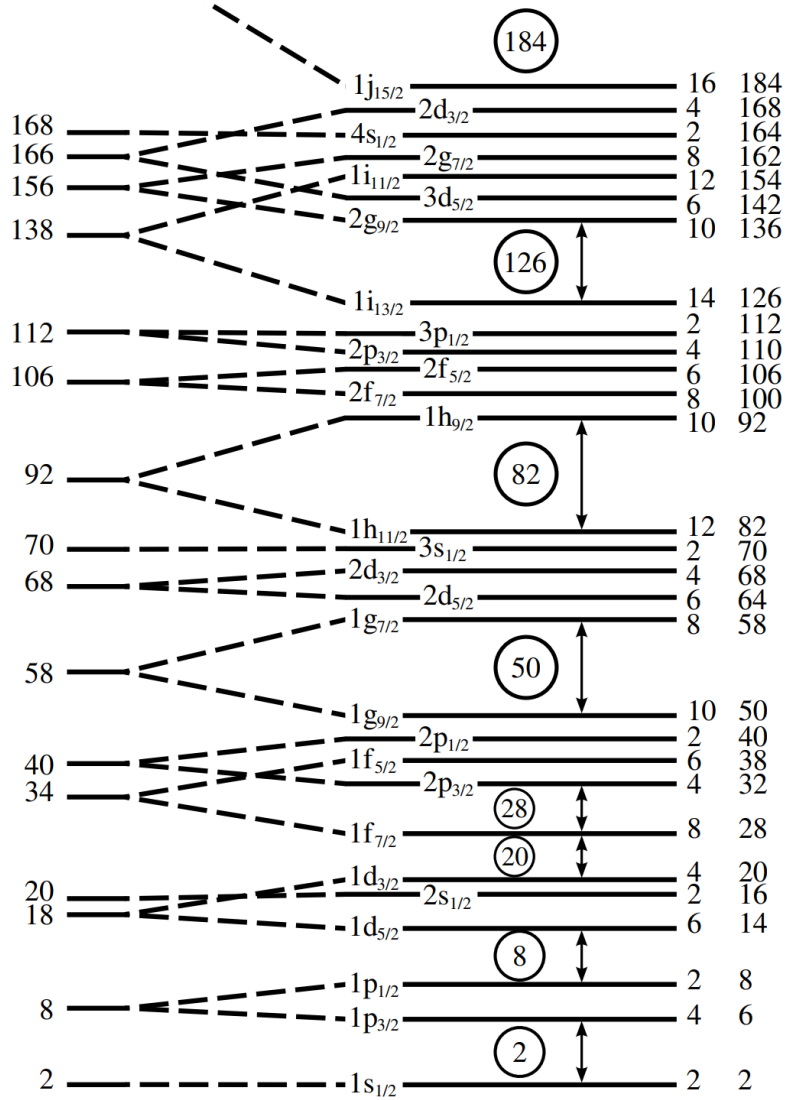 184
1j15/2 16 184
2d3/2 4 168
168 4s1/2 2 164
166 2g7/2 8 162
1i11/2 12 154
156 3d5/2 6 142
138 2g9/2 10 136
126
1i13/2 14 126
112 3p1/2 2 112
2p3/2 4 110
106 2f5/2 6 106
2f7/2 8 100
1h9/2 10 92
92 82
1h11/2 12 82
70 3s1/2 2 70
68 2d3/2 4 68
2d5/2 6 64
1g7/2 8 58
58 50
1g9/2 10 50
2p1/2 2 40
40 1f5/2 6 38
34 2p3/2 4 32
28
1f7/2 8 28
20
1d3/2 4 20
20 2s1/2 2 16
18 1d5/2 6 14
8
1p1/2 2 8
8 1p3/2 4 6
2
2 1s1/2 2 2